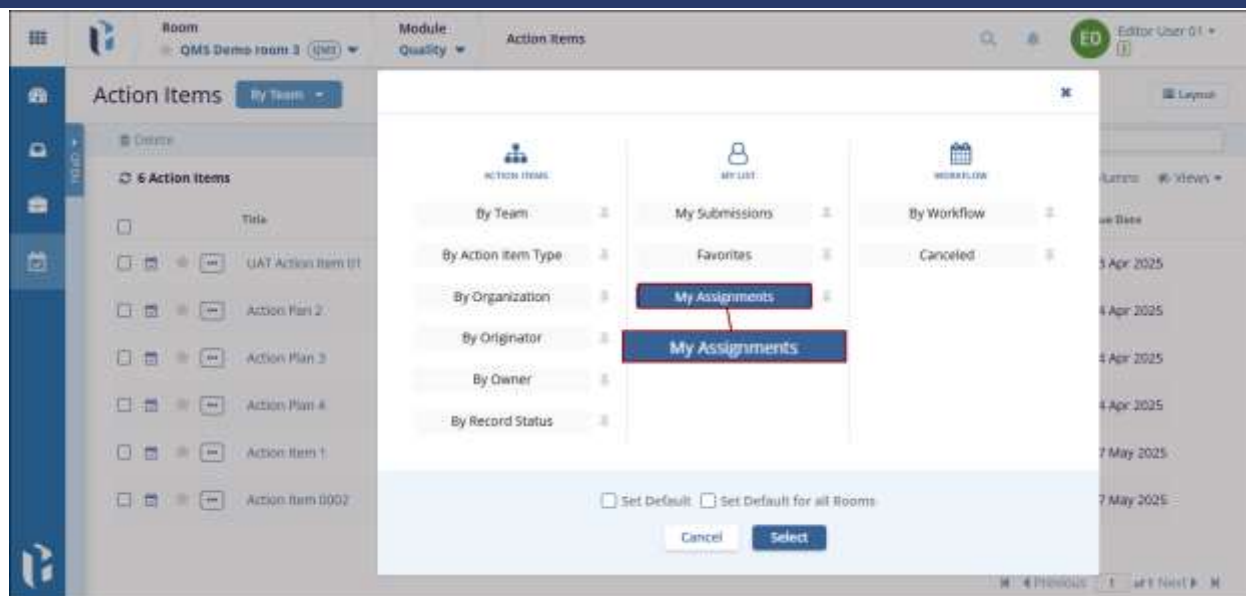 Room
QMS Demo room 3 (QMS)
Module
Quality
Action Items
ED
Editor User 01
Action Items
By Team
Layout
Delete
6 Action Items
Views
Title
UAT Action Item 01
Apr 2025
Action Plan 2
Apr 2025
Action Plan 3
Apr 2025
Action Plan 4
4 Apr 2025
Action Item 1
7 May 2025
Action Item 0002
7 May 2025
ACTION ITEMS
MY LIST
WORKFLOW
By Team
My Submissions
By Workflow
By Action Item Type
Favorites
Canceled
By Organization
My Assignments
By Originator
My Assignments
By Owner
By Record Status
Set Default
Set Default for all Rooms
Cancel
Select
Previous 1 of 1 Next